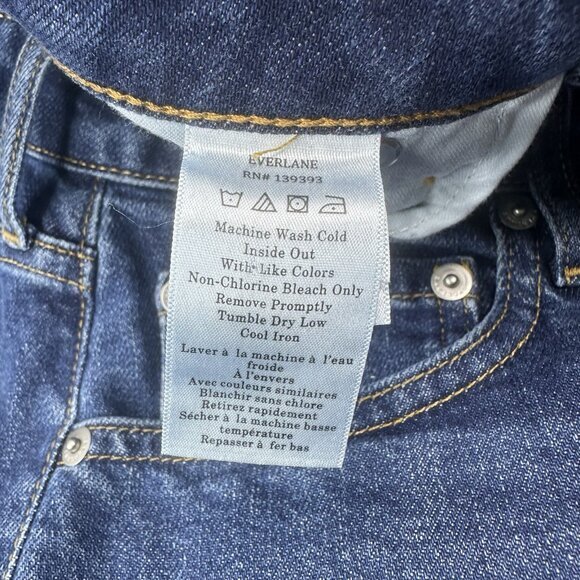 EVERLANE
RN# 139393
Machine Wash Cold
Inside Out
With Like Colors
Non-Chlorine Bleach Only
Remove Promptly
Tumble Dry Low
Cool Iron
Laver à la machine à l'eau
froide
À l'envers
Avec couleurs similaires
Blanchir sans chlore
Retirez rapidement
Sécher à la machine basse
température
Repasser à fer bas